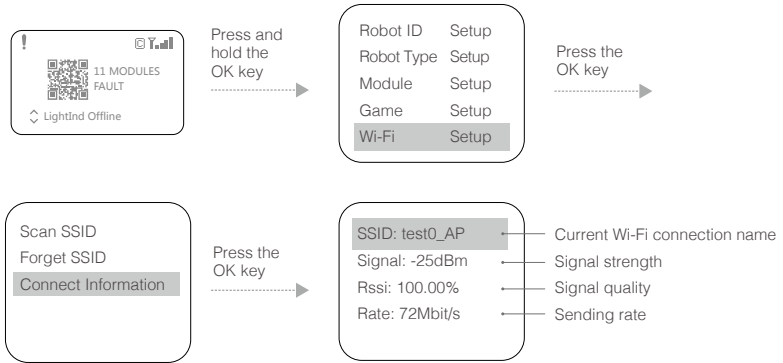 Press and
hold the
OK key
11 MODULES
FAULT
LightInd Offline
Robot ID Setup
Robot Type Setup
Module Setup
Game Setup
Wi-Fi Setup
Press the
OK key
Scan SSID
Forget SSID
Connect Information
Press the
OK key
SSID: test0_AP
Signal: -25dBm
Rssi: 100.00%
Rate: 72Mbit/s
Current Wi-Fi connection name
Signal strength
Signal quality
Sending rate